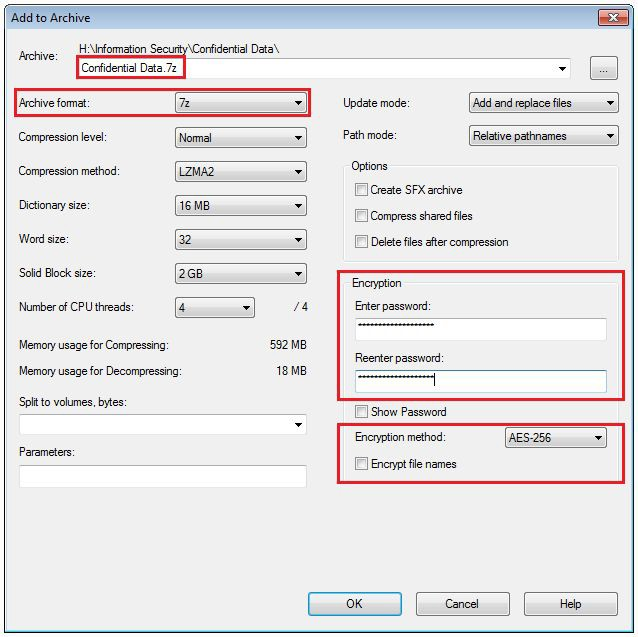 Add to Archive
Archive:
H:\Information Security\Confidential Data\
Confidential Data.7z
...
Archive format: 7z
Compression level: Normal
Compression method: LZMA2
Dictionary size: 16 MB
Word size: 32
Solid Block size: 2 GB
Number of CPU threads: 4 / 4
Memory usage for Compressing: 592 MB
Memory usage for Decompressing: 18 MB
Split to volumes, bytes:
Parameters:
Update mode: Add and replace files
Path mode: Relative pathnames
Options
Create SFX archive
Compress shared files
Delete files after compression
Encryption
Enter password:
*******************
Reenter password:
*******************
Show Password
Encryption method: AES-256
Encrypt file names
OK
Cancel
Help